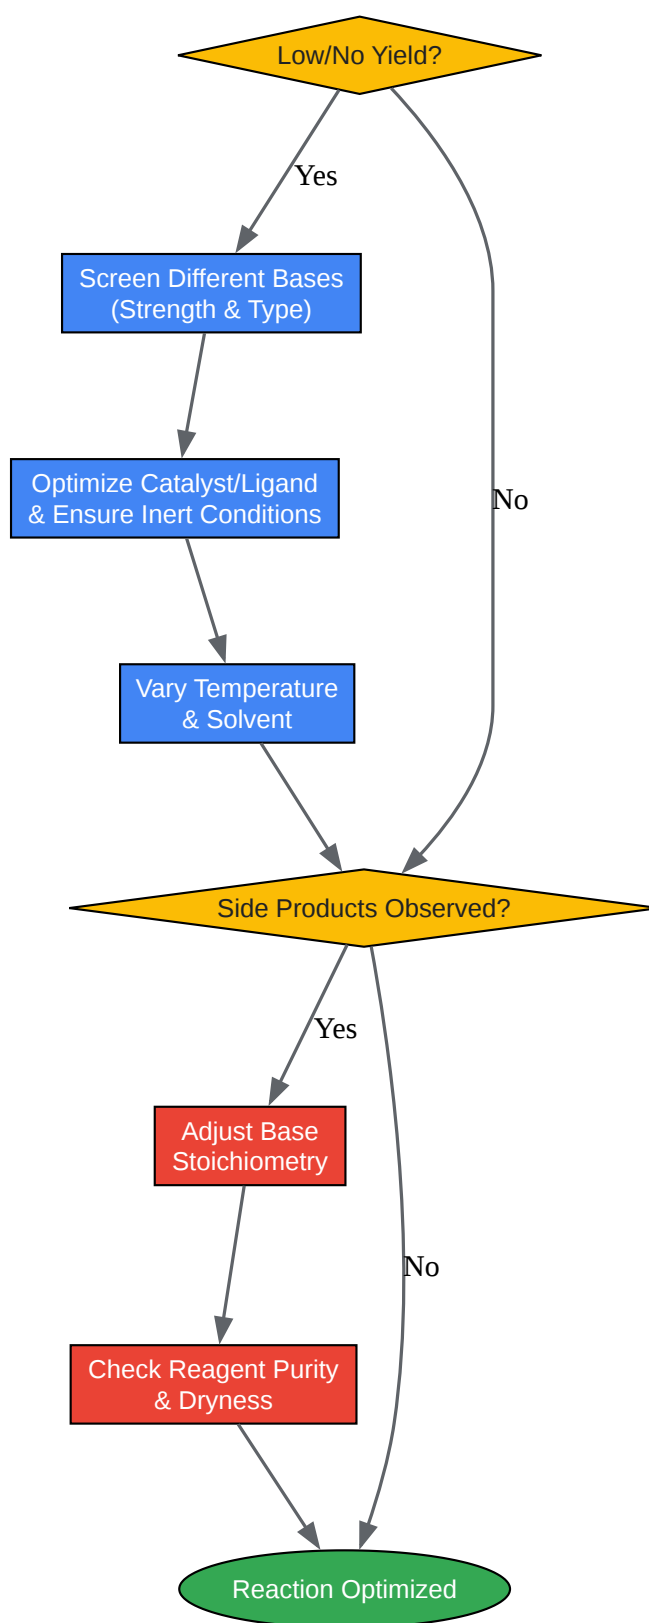 Low/No Yield?
Yes
Screen Different Bases
(Strength & Type)
Optimize Catalyst/Ligand
& Ensure Inert Conditions
No
Vary Temperature
& Solvent
Side Products Observed?
Yes
Adjust Base
Stoichiometry
No
Check Reagent Purity
& Dryness
Reaction Optimized